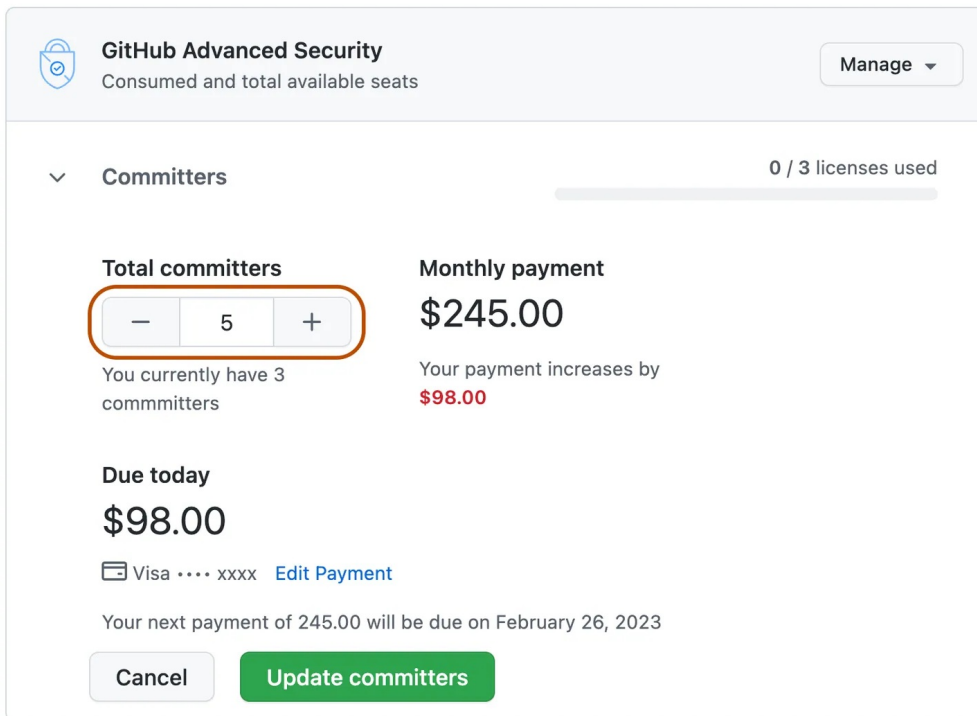 GitHub Advanced Security
Consumed and total available seats
Manage
Committers
0 / 3 licenses used
Total committers
− 5 +
You currently have 3
commmitters
Monthly payment
$245.00
Your payment increases by
$98.00
Due today
$98.00
Visa •••• xxxx Edit Payment
Your next payment of 245.00 will be due on February 26, 2023
Cancel
Update committers